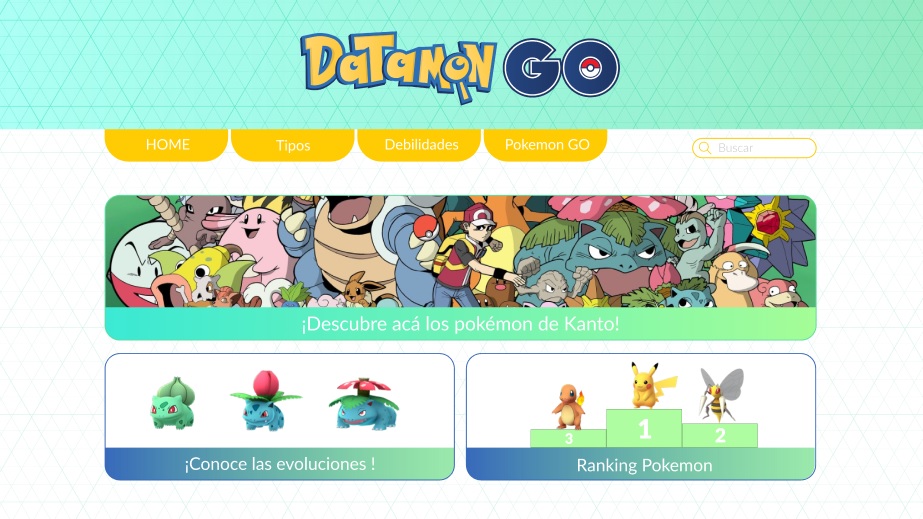 DATAMON GO
HOME
Tipos
Debilidades
Pokemon GO
Buscar
¡Descubre acá los pokémon de Kanto!
3
1
2
¡Conoce las evoluciones !
Ranking Pokemon